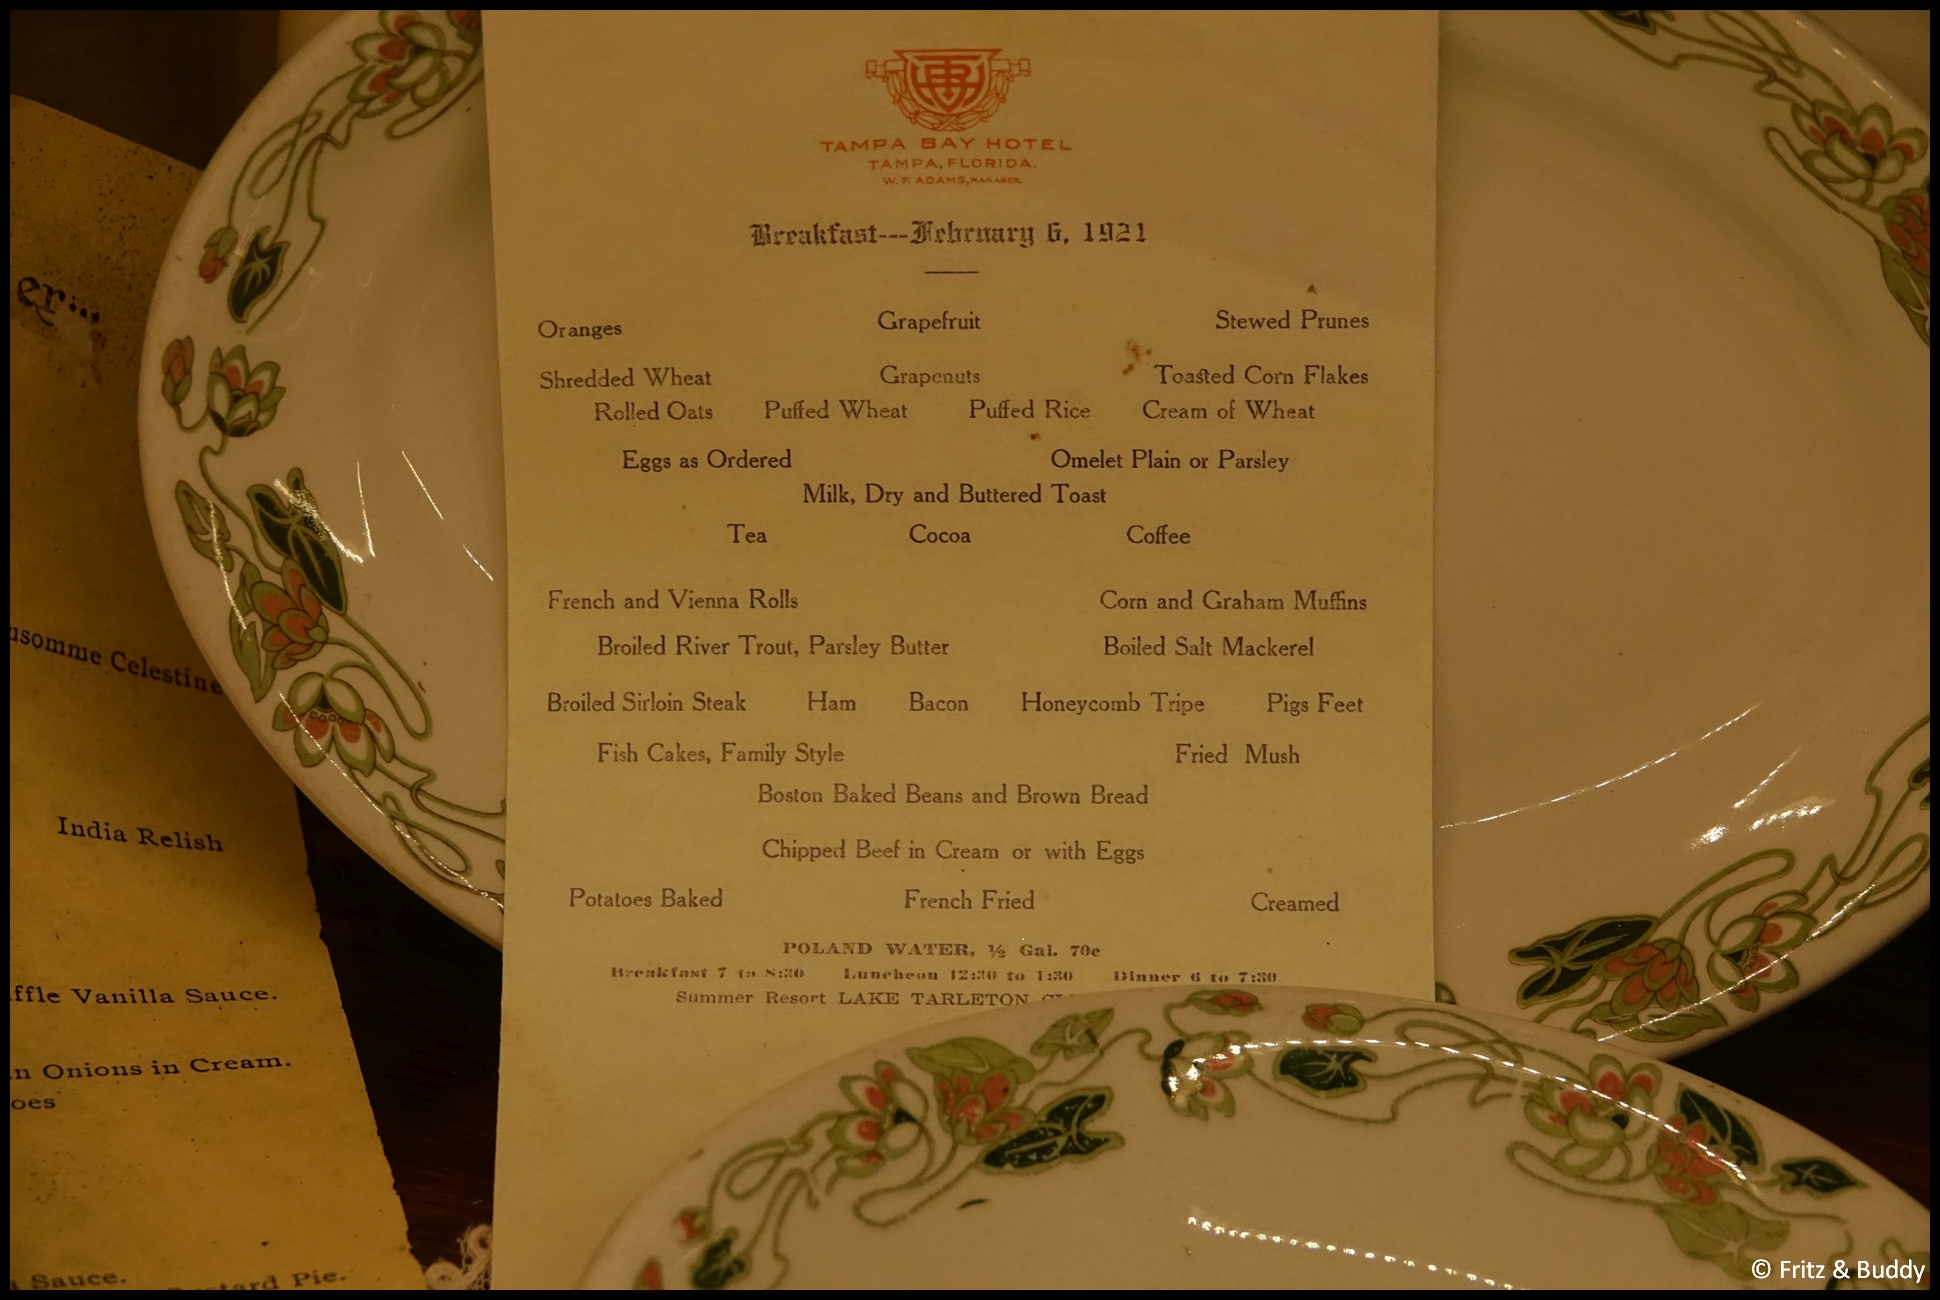 TAMPA BAY HOTEL
TAMPA, FLORIDA.
W. F. ADAMS, MANAGER.
Breakfast---February 6, 1921
Oranges Grapefruit Stewed Prunes
Shredded Wheat Grapenuts Toasted Corn Flakes
Rolled Oats Puffed Wheat Puffed Rice Cream of Wheat
Eggs as Ordered Omelet Plain or Parsley
Milk, Dry and Buttered Toast
Tea Cocoa Coffee
French and Vienna Rolls Corn and Graham Muffins
Broiled River Trout, Parsley Butter Boiled Salt Mackerel
Broiled Sirloin Steak Ham Bacon Honeycomb Tripe Pigs Feet
Fish Cakes, Family Style Fried Mush
Boston Baked Beans and Brown Bread
Chipped Beef in Cream or with Eggs
Potatoes Baked French Fried Creamed
POLAND WATER, ½ Gal. 70c
Breakfast 7 to 8:30 Luncheon 12:30 to 1:30 Dinner 6 to 7:30
Summer Resort LAKE TARLETON
er...
nsomme Celestine
India Relish
ffle Vanilla Sauce.
n Onions in Cream.
oes
Sauce. stard Pie.
© Fritz & Buddy